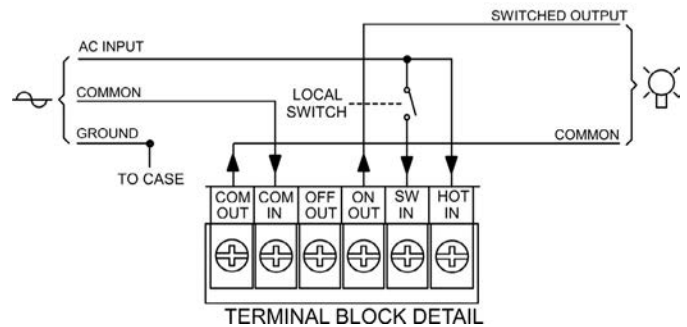 SWITCHED OUTPUT
AC INPUT
LOCAL
SWITCH
COMMON
GROUND
COMMON
TO CASE
COM
OUT
COM
IN
OFF
OUT
ON
OUT
SW
IN
HOT
IN
TERMINAL BLOCK DETAIL